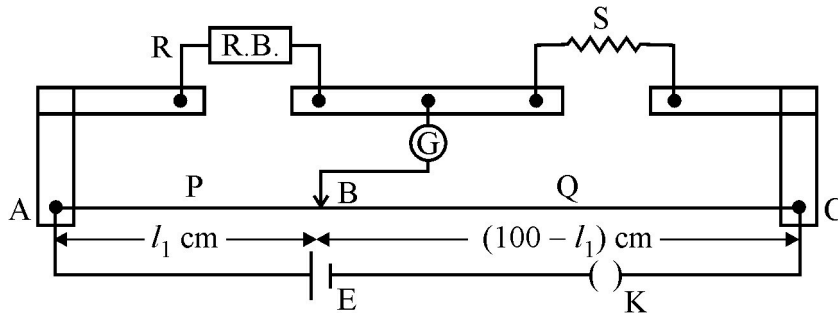 S
R R.B.
G
P B Q
A C
l₁ cm (100 – l₁) cm
E K